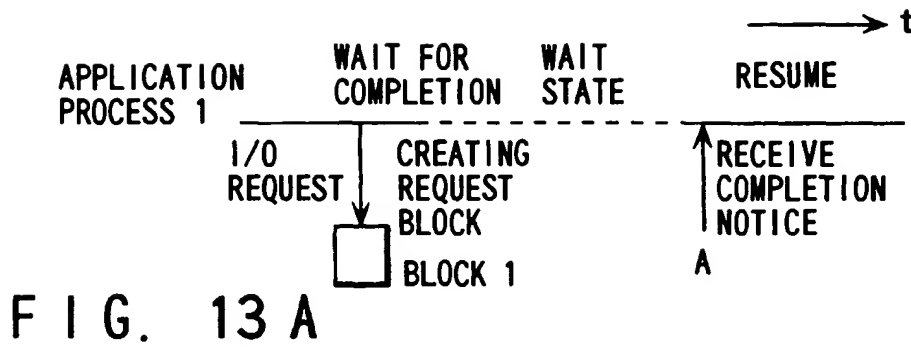 t
APPLICATION
PROCESS 1
WAIT FOR
COMPLETION
WAIT
STATE
RESUME
I/O
REQUEST
CREATING
REQUEST
BLOCK
BLOCK 1
RECEIVE
COMPLETION
NOTICE
A
FIG. 13A